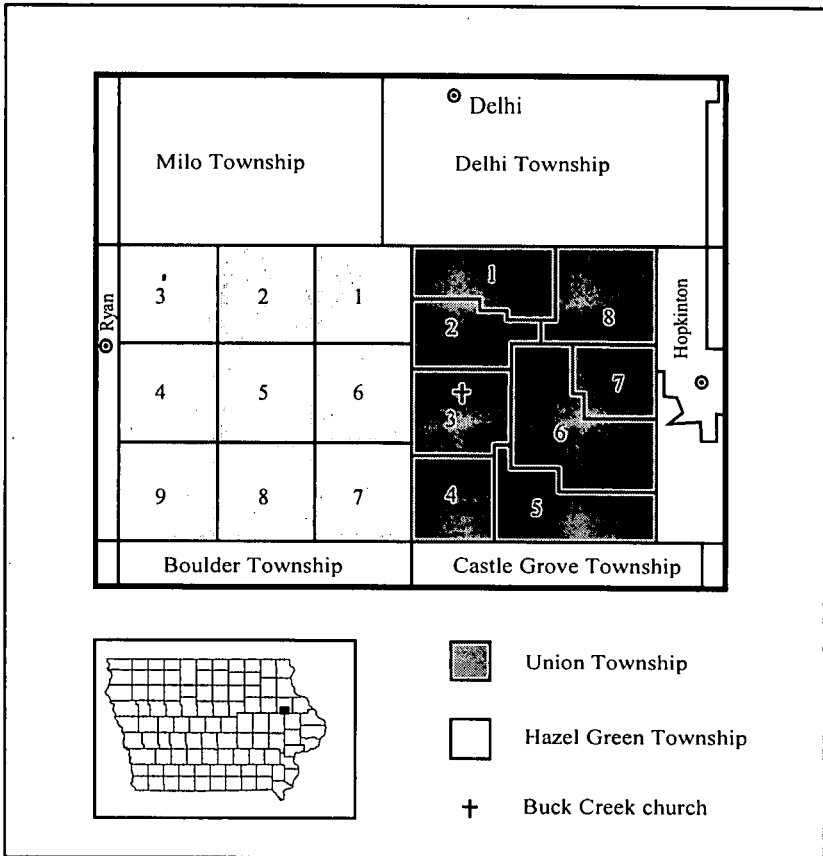 Delhi
Milo Township
Delhi Township
1
3
2
1
8
Ryan
2
Hopkinton
7
4
5
6
3
6
9
8
7
4
5
Boulder Township
Castle Grove Township
Union Township
Hazel Green Township
Buck Creek church